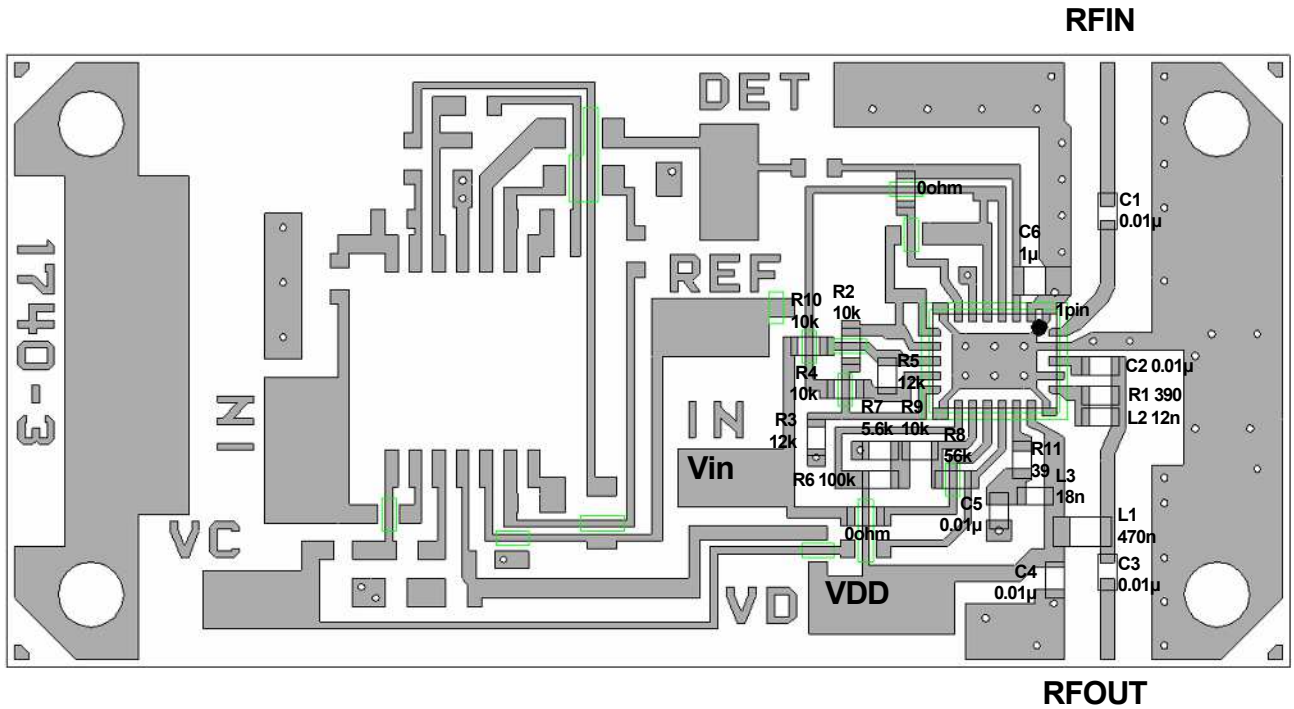 RFIN
DET
0ohm
C1
0.01µ
C6
1µ
REF
R10
10k
R2
10k
1pin
1740-3
R4
10k
R5
12k
C2 0.01µ
R1 390
L2 12n
IN
IN
R3
12k
R7
5.6k
R9
10k
R8
56k
Vin
R6 100k
R11
39
L3
18n
C5
0.01µ
L1
470n
VC
0ohm
C3
0.01µ
C4
0.01µ
VD
VDD
RFOUT